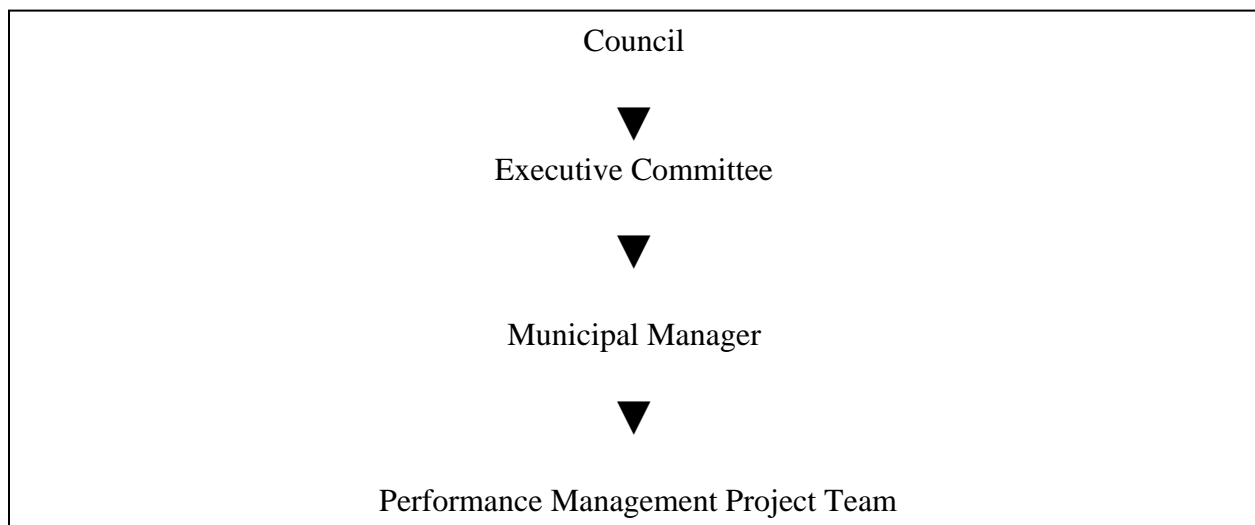 Council
Executive Committee
Municipal Manager
Performance Management Project Team